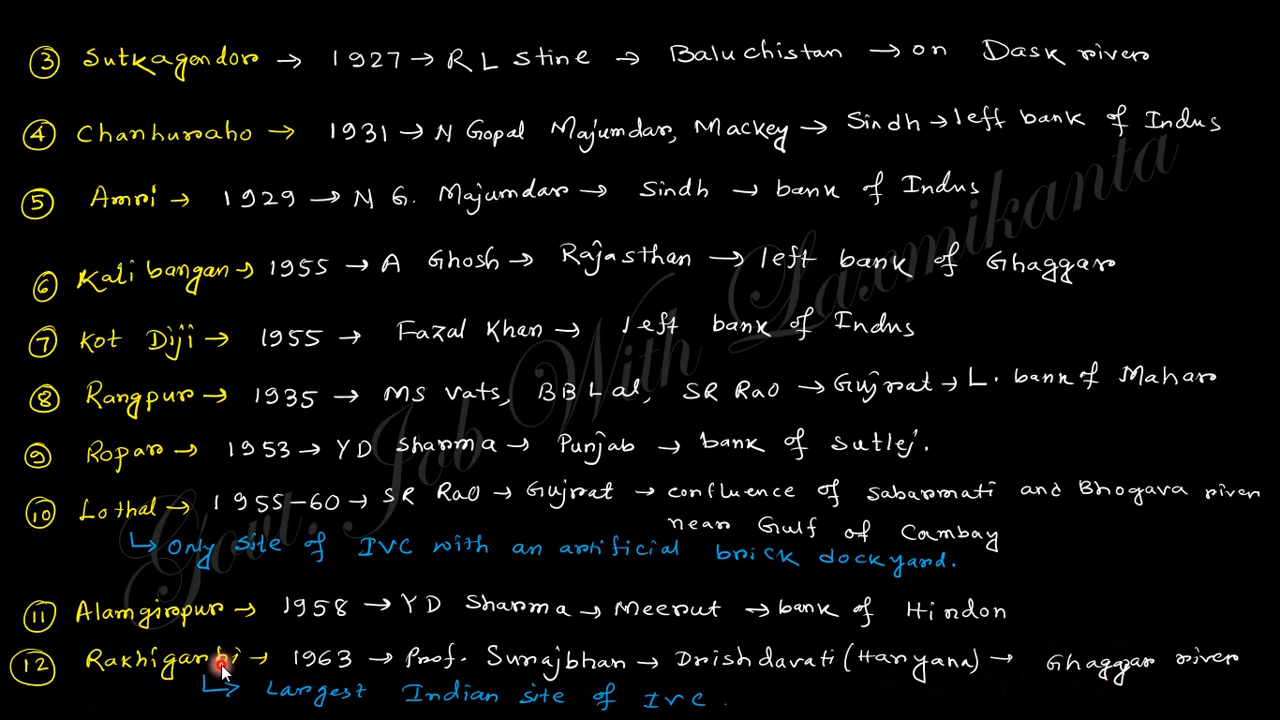 ③ Sutkagendor → 1927 → R L Stine → Baluchistan → on Dask river
④ Chanhuraho → 1931 → N Gopal Majumdar, Mackey → Sindh → left bank of Indus
⑤ Amri → 1929 → N G. Majumdar → Sindh → bank of Indus
⑥ Kalibangan → 1955 → A Ghosh → Rajasthan → left bank of Ghaggar
⑦ Kot Diji → 1955 → Fazal Khan → left bank of Indus
⑧ Rangpur → 1935 → MS Vats, B B Lal, SR Rao → Gujrat → L. bank of Mahar
⑨ Ropar → 1953 → YD Sharma → Punjab → bank of Sutlej.
⑩ Lothal → 1955-60 → SR Rao → Gujrat → confluence of Sabarmati and Bhogava river
near Gulf of Cambay
↳ Only site of IVC with an artificial brick dockyard.
⑪ Alamgirpur → 1958 → YD Sharma → Meerut → bank of Hindon
⑫ Rakhigarhi → 1963 → Prof. Surajbhan → Drishdavati (Haryana) → Ghaggar river
↳ Largest Indian site of IVC.
Govt. Job With Laxmikanta